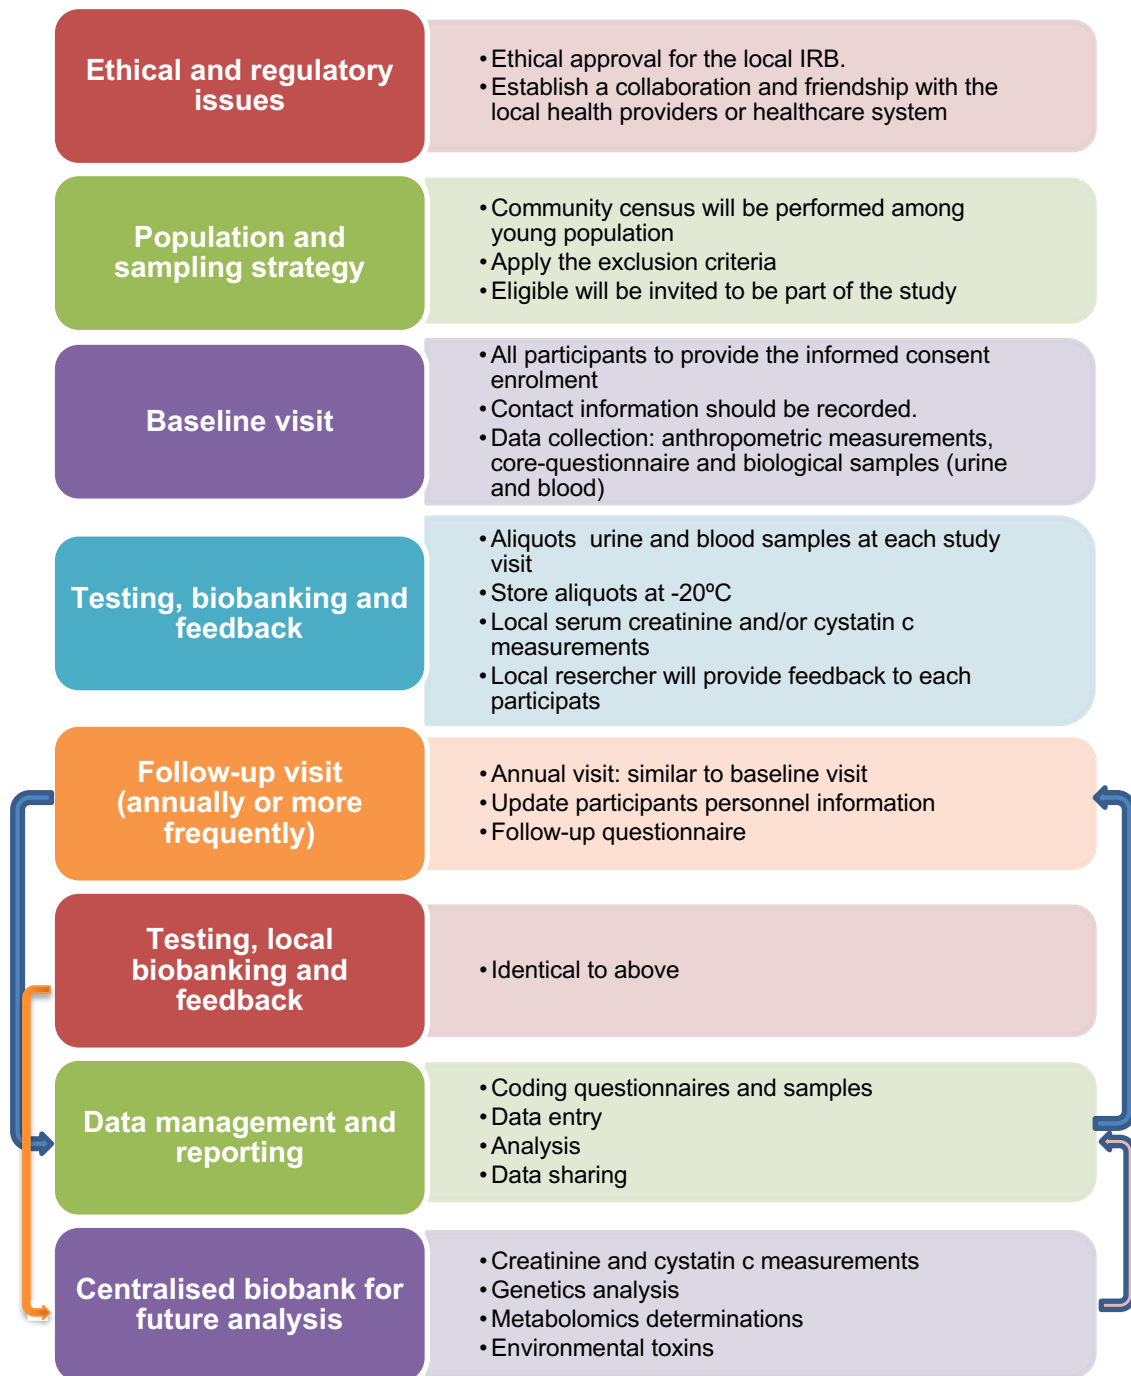 Ethical and regulatory
issues
•Ethical approval for the local IRB.
•Establish a collaboration and friendship with the
local health providers or healthcare system
Population and
sampling strategy
•Community census will be performed among
young population
•Apply the exclusion criteria
•Eligible will be invited to be part of the study
Baseline visit
•All participants to provide the informed consent
enrolment
•Contact information should be recorded.
•Data collection: anthropometric measurements,
core-questionnaire and biological samples (urine
and blood)
Testing, biobanking and
feedback
•Aliquots  urine and blood samples at each study
visit
•Store aliquots at -20ºC
•Local serum creatinine and/or cystatin c
measurements
•Local resercher will provide feedback to each
participats
Follow-up visit
(annually or more
frequently)
•Annual visit: similar to baseline visit
•Update participants personnel information
•Follow-up questionnaire
Testing, local
biobanking and
feedback
•Identical to above
Data management and
reporting
•Coding questionnaires and samples
•Data entry
•Analysis
•Data sharing
Centralised biobank for
future analysis
•Creatinine and cystatin c measurements
•Genetics analysis
•Metabolomics determinations
•Environmental toxins